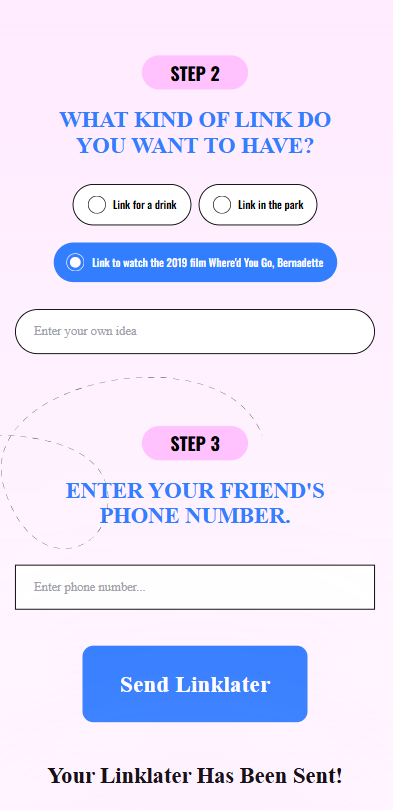 STEP 2
WHAT KIND OF LINK DO
YOU WANT TO HAVE?
Link for a drink
Link in the park
Link to watch the 2019 film Where'd You Go, Bernadette
Enter your own idea
STEP 3
ENTER YOUR FRIEND'S
PHONE NUMBER.
Enter phone number...
Send Linklater
Your Linklater Has Been Sent!